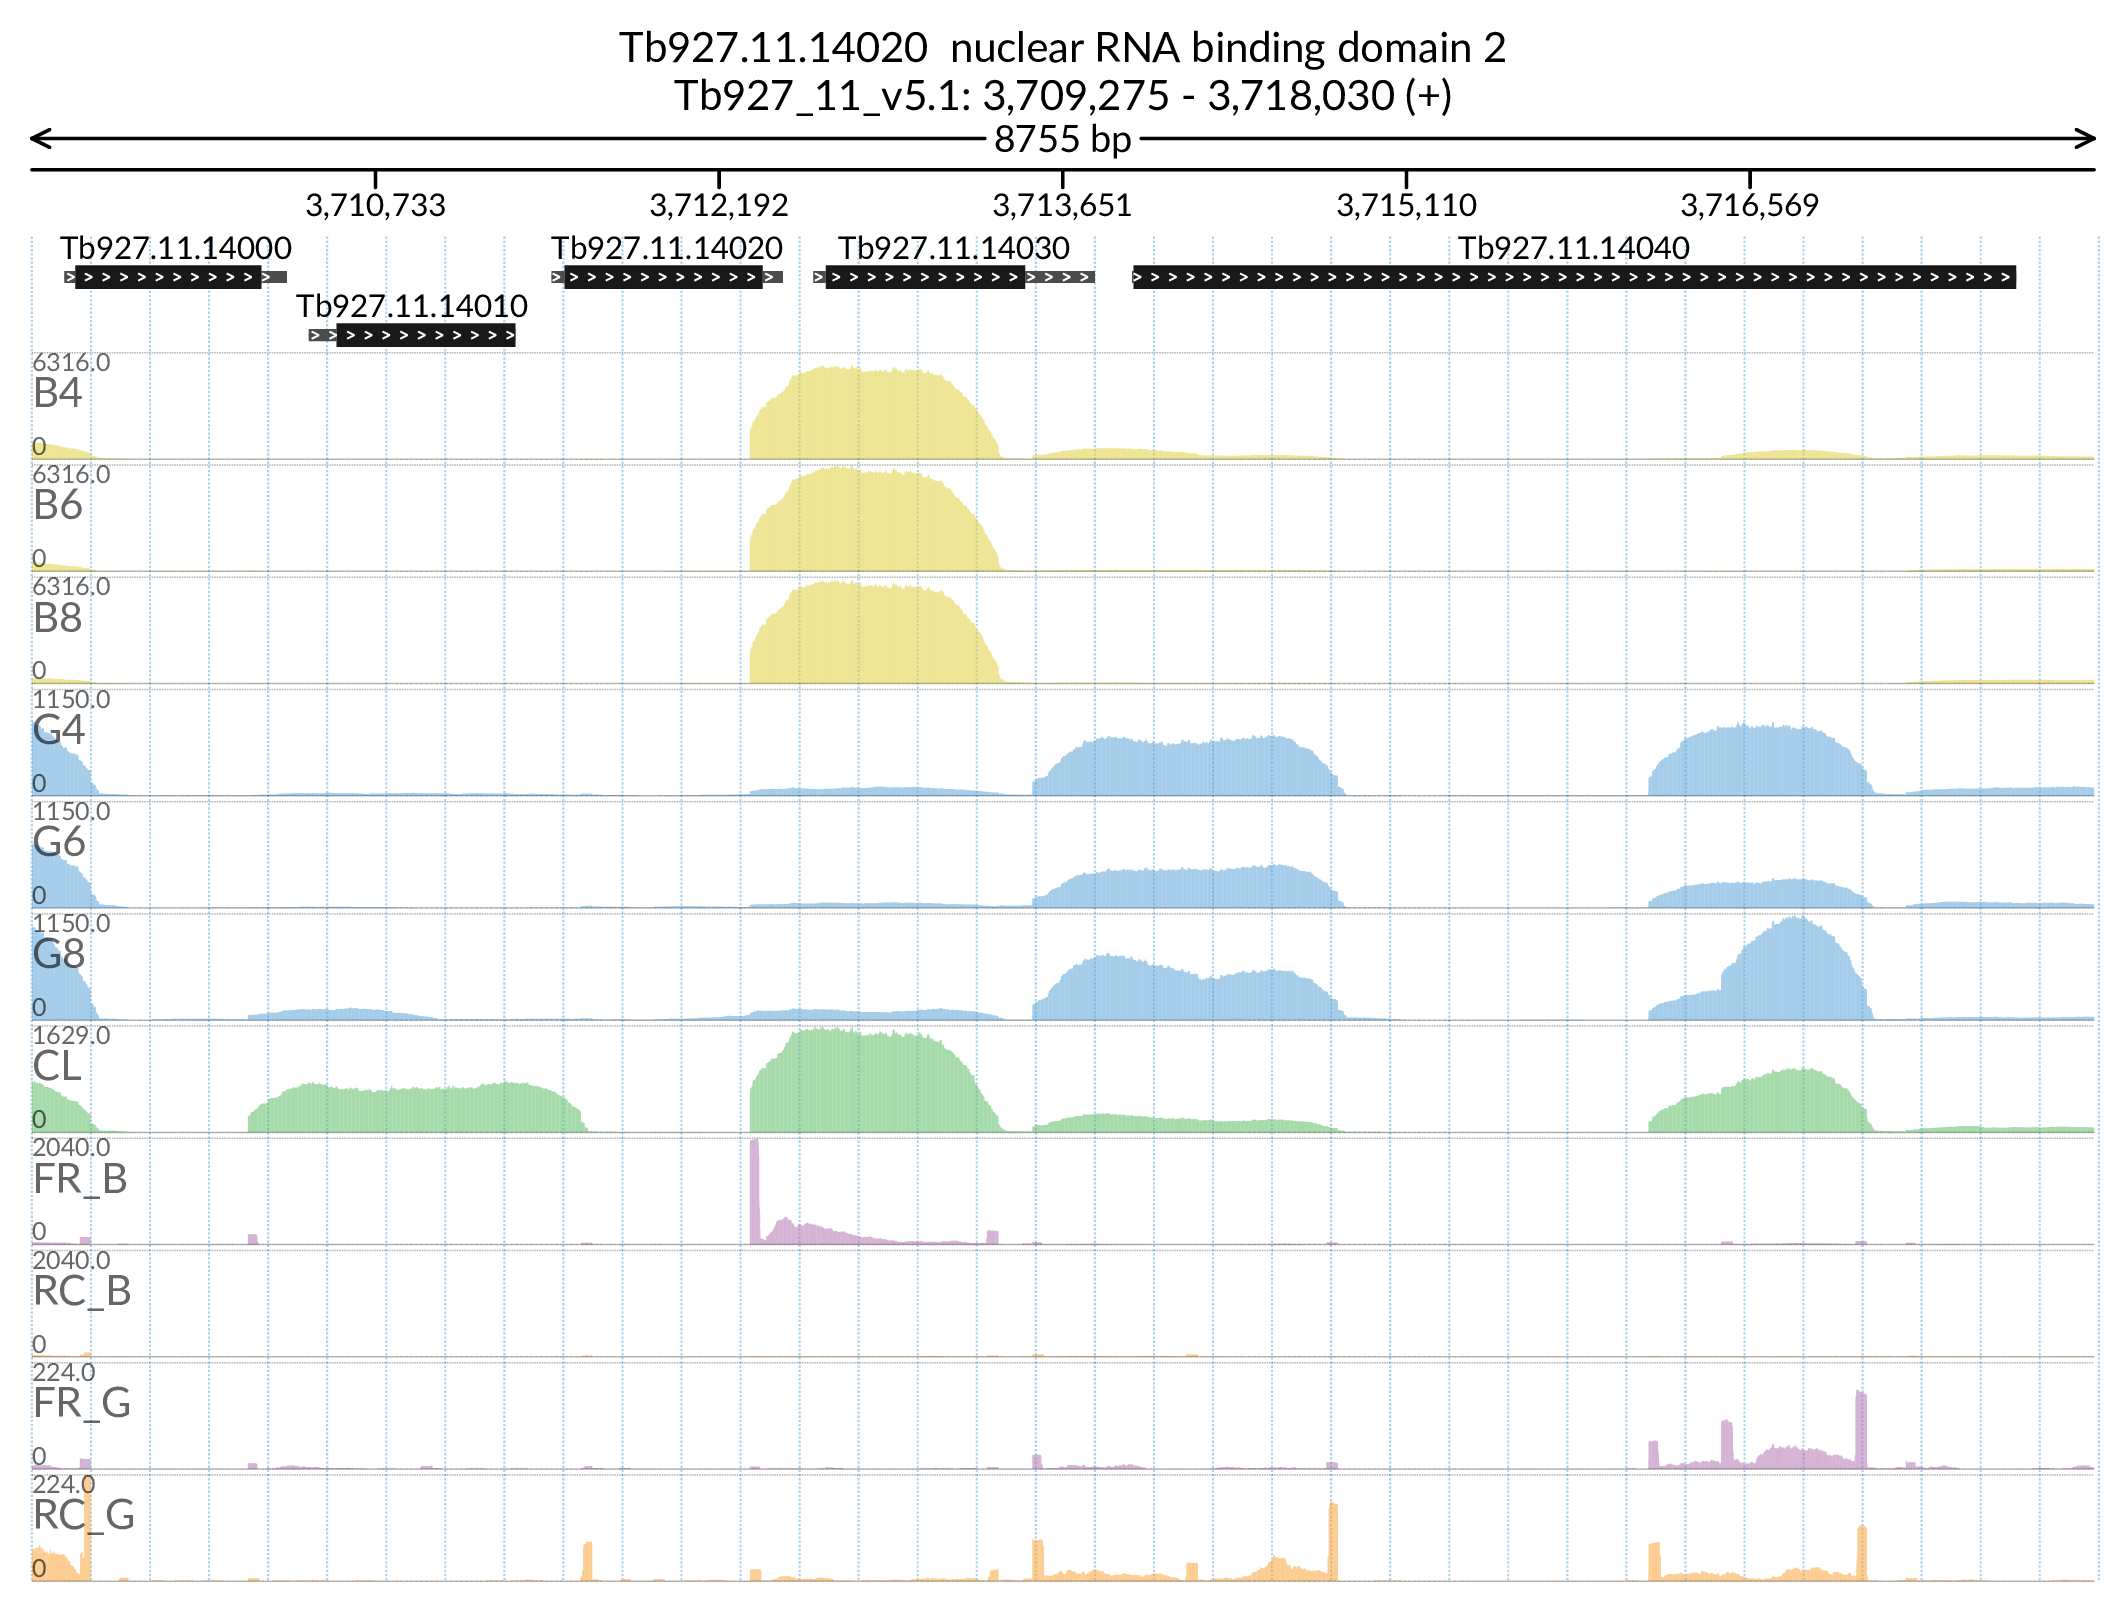 Tb927.11.14020  nuclear RNA binding domain 2
Tb927_11_v5.1: 3,709,275 - 3,718,030 (+)
8755 bp
3,710,733 3,712,192 3,713,651 3,715,110 3,716,569
Tb927.11.14000 Tb927.11.14020 Tb927.11.14030 Tb927.11.14040
Tb927.11.14010
6316.0
B4
0
6316.0
B6
0
6316.0
B8
0
1150.0
G4
0
1150.0
G6
0
1150.0
G8
0
1629.0
CL
0
2040.0
FR_B
0
2040.0
RC_B
0
224.0
FR_G
0
224.0
RC_G
0